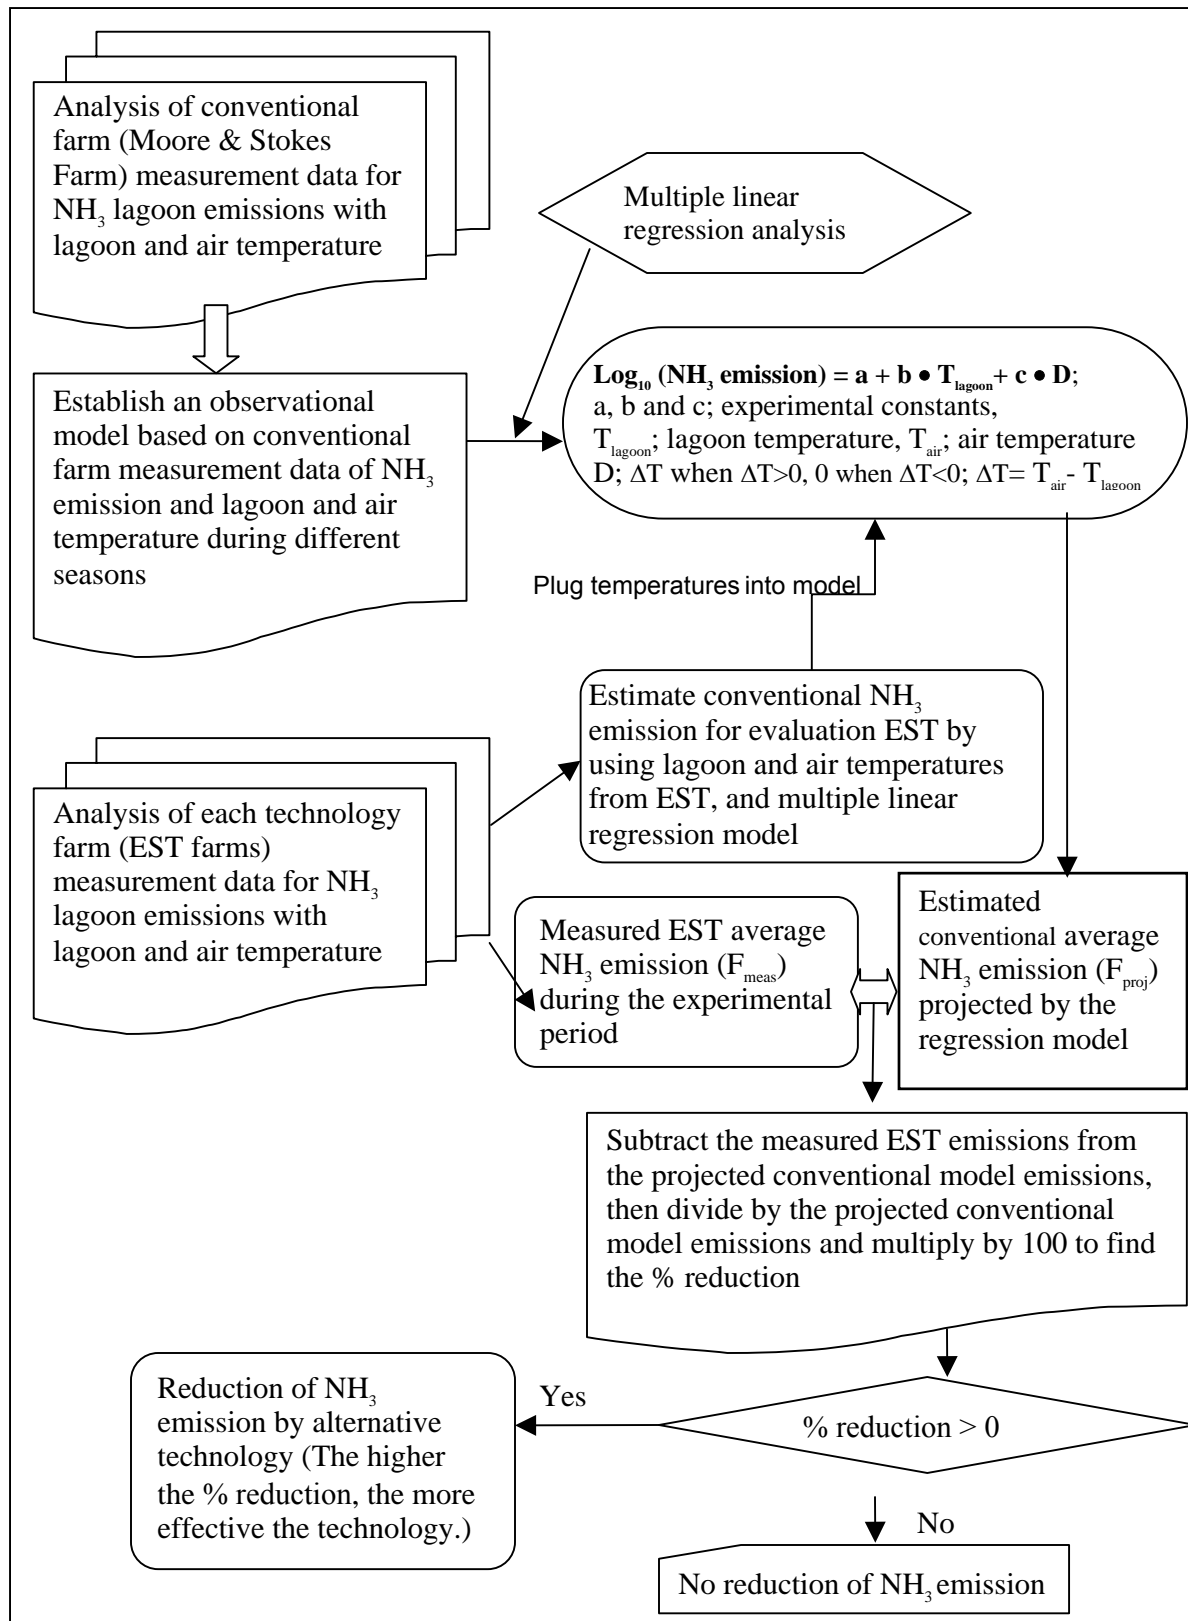 Analysis of conventional
farm (Moore & Stokes
Farm) measurement data for
NH₃ lagoon emissions with
lagoon and air temperature
Multiple linear
regression analysis
Establish an observational
model based on conventional
farm measurement data of NH₃
emission and lagoon and air
temperature during different
seasons
Log₁₀ (NH₃ emission) = a + b • T_lagoon + c • D;
a, b and c; experimental constants,
T_lagoon; lagoon temperature, T_air; air temperature
D; ΔT when ΔT>0, 0 when ΔT<0; ΔT= T_air- T_lagoon
Plug temperatures into model
Estimate conventional NH₃
emission for evaluation EST by
using lagoon and air temperatures
from EST, and multiple linear
regression model
Analysis of each technology
farm (EST farms)
measurement data for NH₃
lagoon emissions with
lagoon and air temperature
Measured EST average
NH₃ emission (F_meas)
during the experimental
period
Estimated
conventional average
NH₃ emission (F_proj)
projected by the
regression model
Subtract the measured EST emissions from
the projected conventional model emissions,
then divide by the projected conventional
model emissions and multiply by 100 to find
the % reduction
% reduction > 0
Yes
Reduction of NH₃
emission by alternative
technology (The higher
the % reduction, the more
effective the technology.)
No
No reduction of NH₃ emission